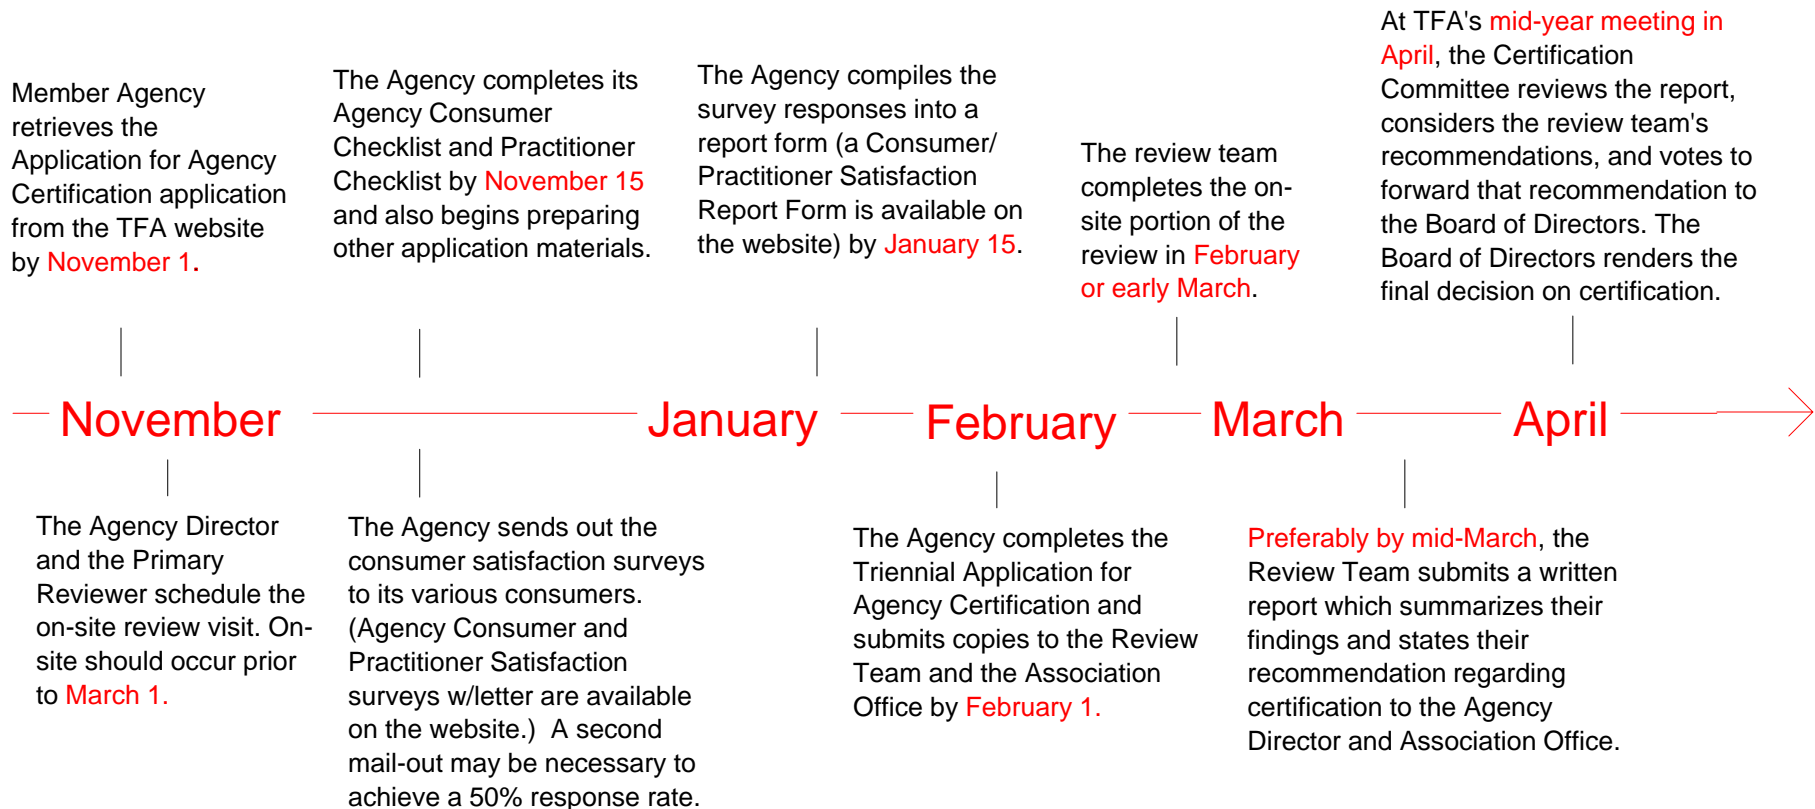 Member Agency
retrieves the
Application for Agency
Certification application
from the TFA website
by November 1.
The Agency completes its
Agency Consumer
Checklist and Practitioner
Checklist by November 15
and also begins preparing
other application materials.
The Agency compiles the
survey responses into a
report form (a Consumer/
Practitioner Satisfaction
Report Form is available on
the website) by January 15.
The review team
completes the on-
site portion of the
review in February
or early March.
At TFA's mid-year meeting in
April, the Certification
Committee reviews the report,
considers the review team's
recommendations, and votes to
forward that recommendation to
the Board of Directors. The
Board of Directors renders the
final decision on certification.
November
January
February
March
April
The Agency Director
and the Primary
Reviewer schedule the
on-site review visit. On-
site should occur prior
to March 1.
The Agency sends out the
consumer satisfaction surveys
to its various consumers.
(Agency Consumer and
Practitioner Satisfaction
surveys w/letter are available
on the website.)  A second
mail-out may be necessary to
achieve a 50% response rate.
The Agency completes the
Triennial Application for
Agency Certification and
submits copies to the Review
Team and the Association
Office by February 1.
Preferably by mid-March, the
Review Team submits a written
report which summarizes their
findings and states their
recommendation regarding
certification to the Agency
Director and Association Office.